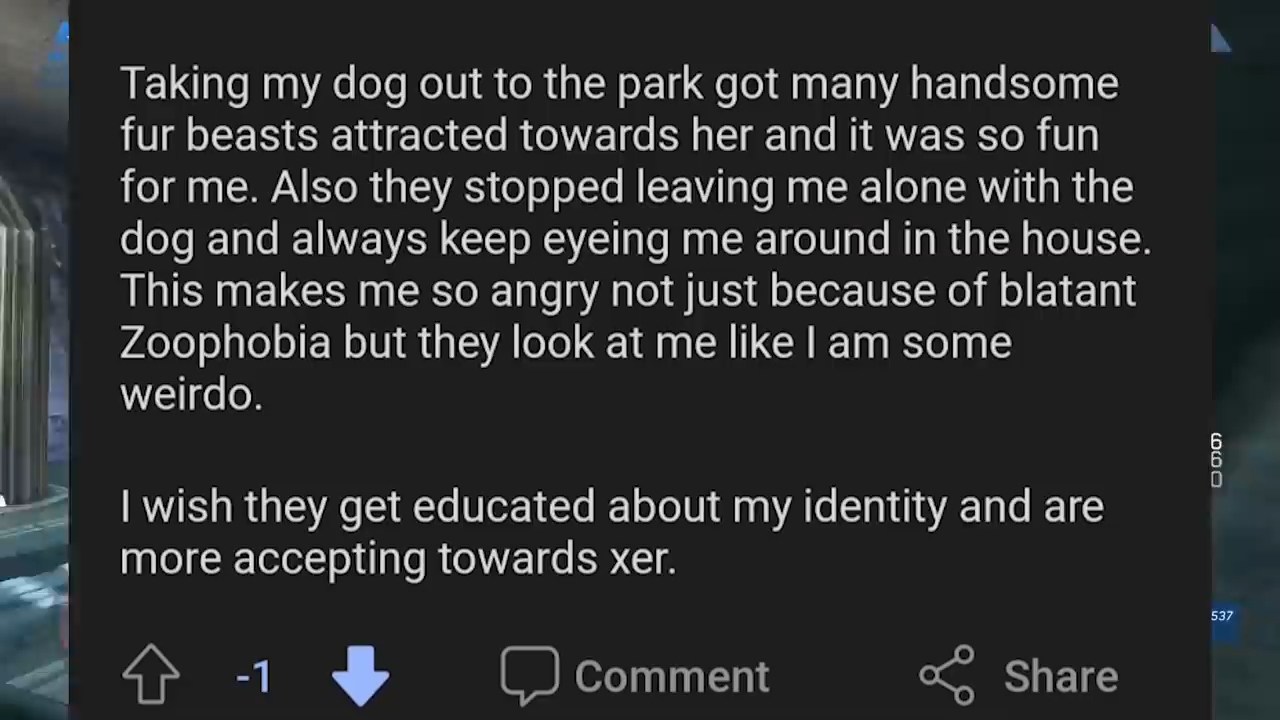 Taking my dog out to the park got many handsome
fur beasts attracted towards her and it was so fun
for me. Also they stopped leaving me alone with the
dog and always keep eyeing me around in the house.
This makes me so angry not just because of blatant
Zoophobia but they look at me like I am some
weirdo.
I wish they get educated about my identity and are
more accepting towards xer.
-1 Comment Share
6
6
0
537